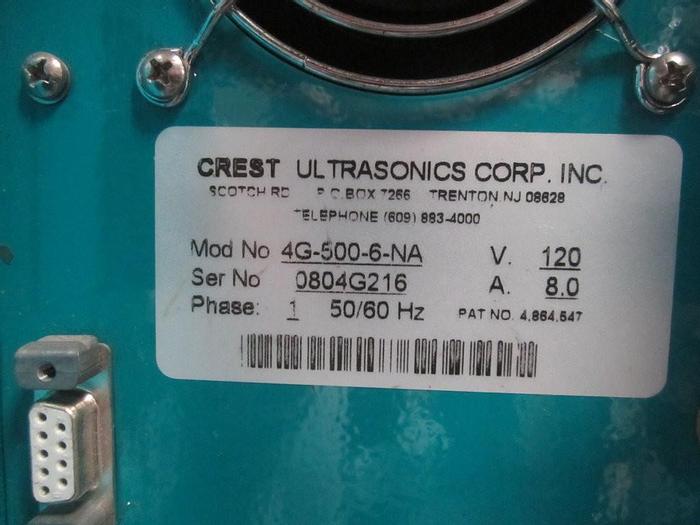 CREST ULTRASONICS CORP. INC.
SCOTCH RD P.O. BOX 7266 TRENTON, NJ 08628
TELEPHONE (609) 883-4000
Mod No 4G-500-6-NA V. 120
Ser No 0804G216 A. 8.0
Phase: 1 50/60 Hz PAT NO. 4,864,547